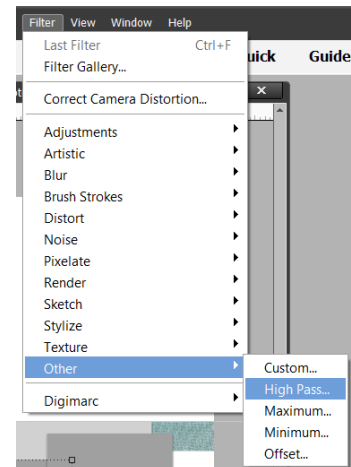 Filter View Window Help
Last Filter Ctrl+F
Filter Gallery...
Correct Camera Distortion...
Adjustments
Artistic
Blur
Brush Strokes
Distort
Noise
Pixelate
Render
Sketch
Stylize
Texture
Other
Digimarc
Custom...
High Pass...
Maximum...
Minimum...
Offset...
uick Guide